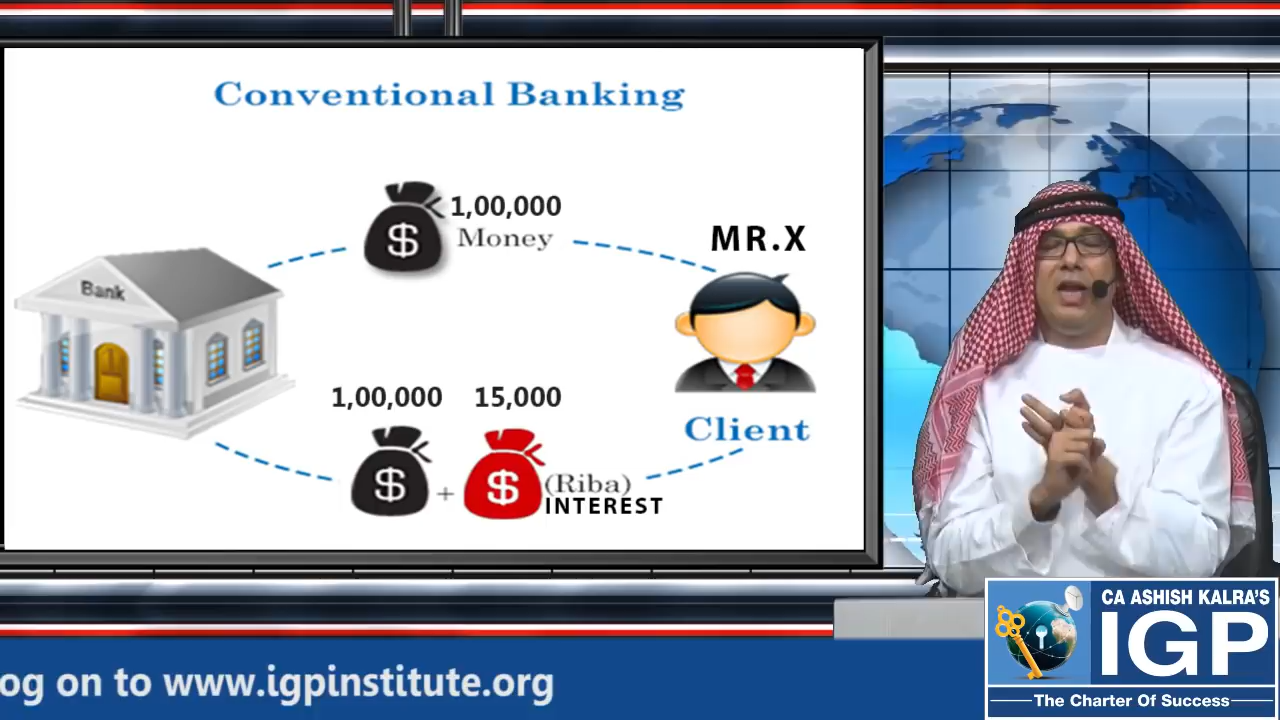 Conventional Banking
1,00,000
Money
MR.X
Bank
$
1,00,000
15,000
Client
$
+
$
(Riba)
INTEREST
CA ASHISH KALRA'S
IGP
The Charter Of Success
og on to www.igpinstitute.org